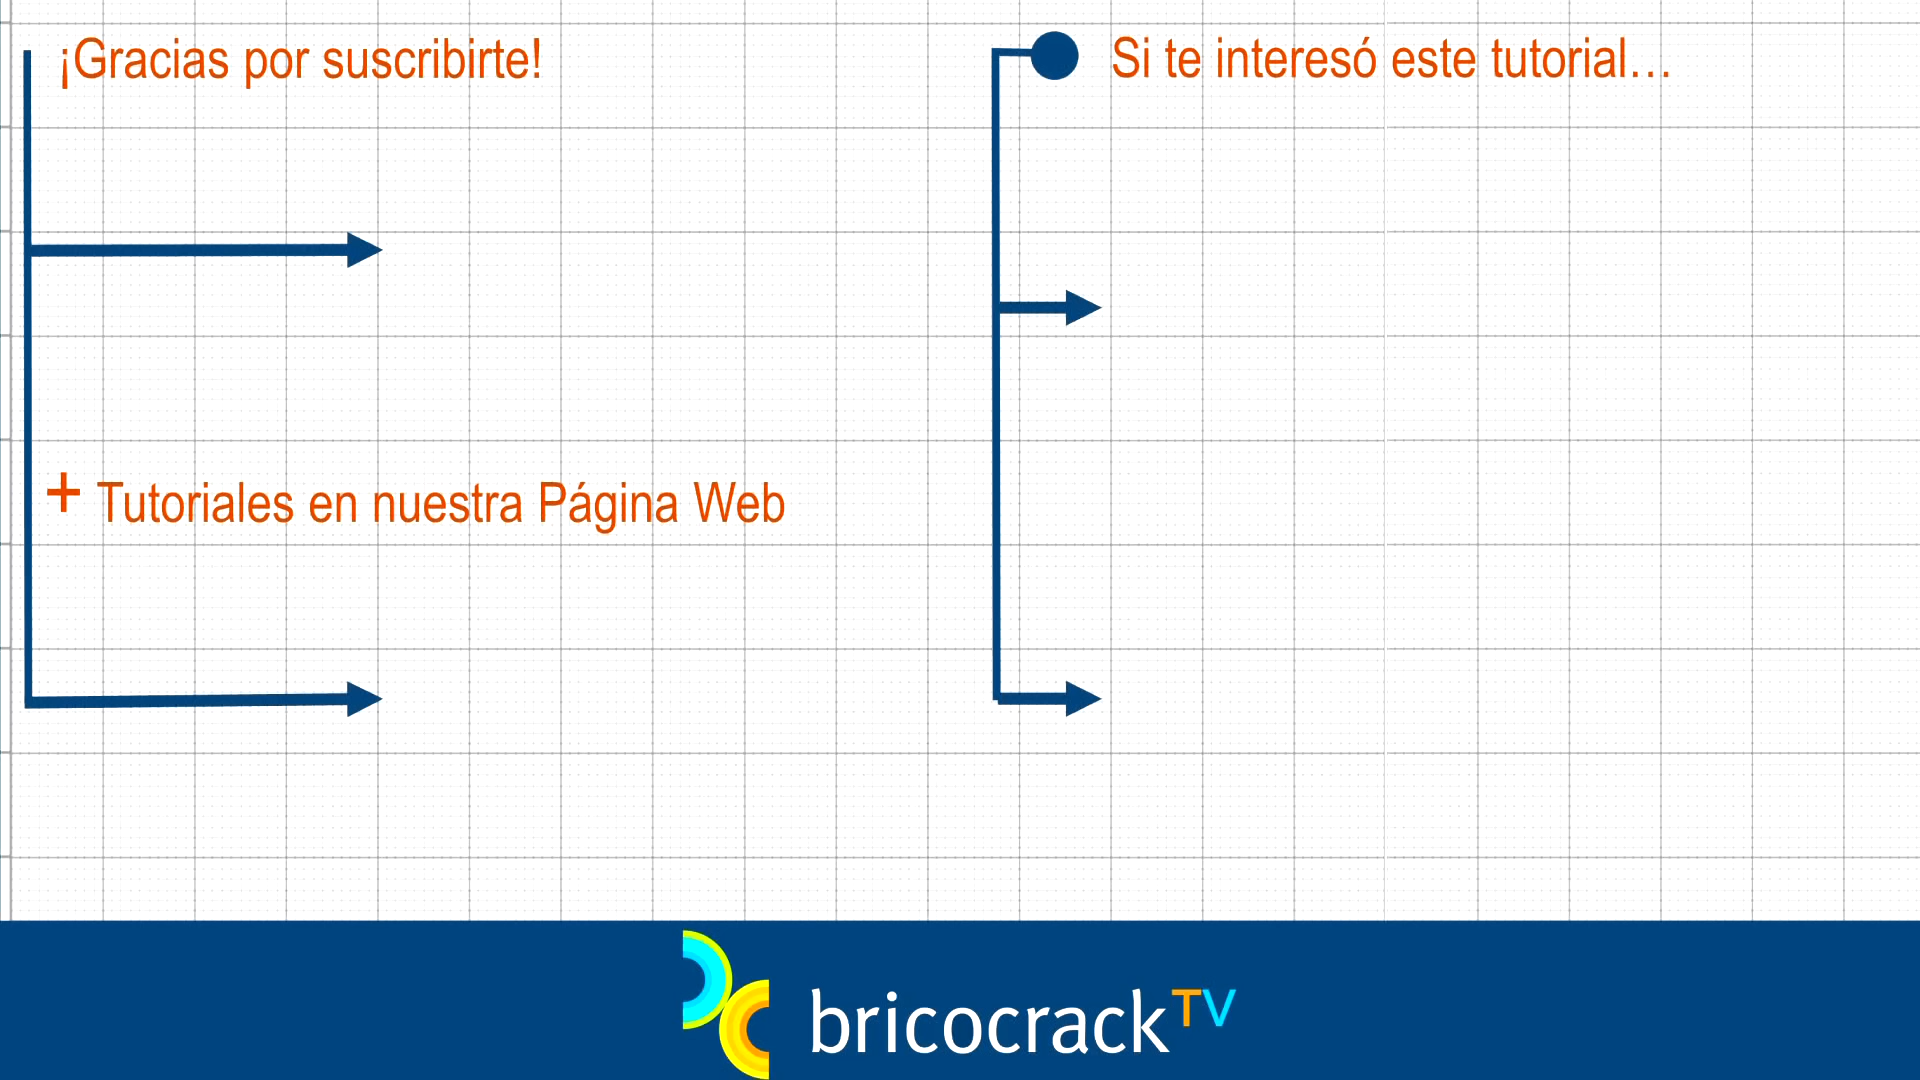 ¡Gracias por suscribirte!
+ Tutoriales en nuestra Página Web
Si te interesó este tutorial...
bricocrackTV